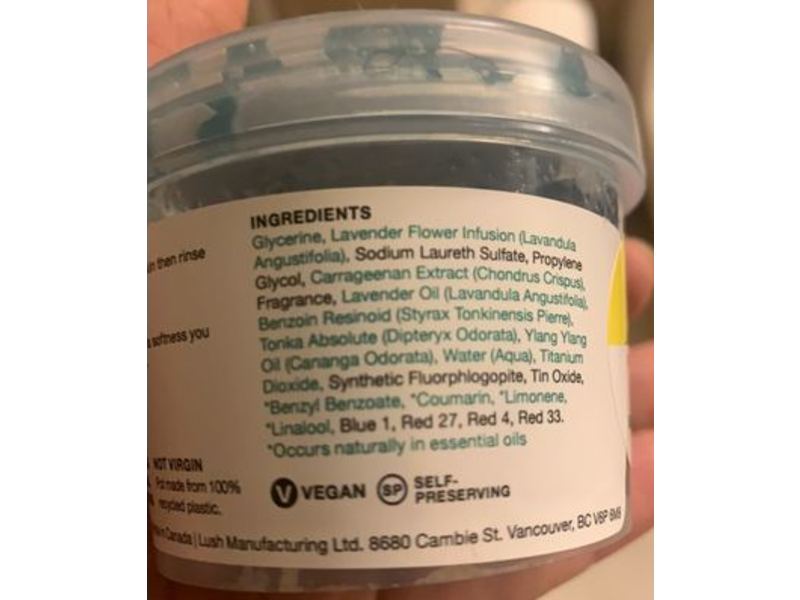 INGREDIENTS
Glycerine, Lavender Flower Infusion (Lavandula
Angustifolia), Sodium Laureth Sulfate, Propylene
Glycol, Carrageenan Extract (Chondrus Crispus),
Fragrance, Lavender Oil (Lavandula Angustifolia),
Benzoin Resinoid (Styrax Tonkinensis Pierre),
Tonka Absolute (Dipteryx Odorata), Ylang Ylang
Oil (Cananga Odorata), Water (Aqua), Titanium
Dioxide, Synthetic Fluorphlogopite, Tin Oxide,
*Benzyl Benzoate, *Coumarin, *Limonene,
*Linalool, Blue 1, Red 27, Red 4, Red 33.
*Occurs naturally in essential oils
then rinse
softness you
NOT VIRGIN
Pot made from 100%
recycled plastic.
V VEGAN SP SELF-
PRESERVING
in Canada | Lush Manufacturing Ltd. 8680 Cambie St. Vancouver, BC V6P 6M9